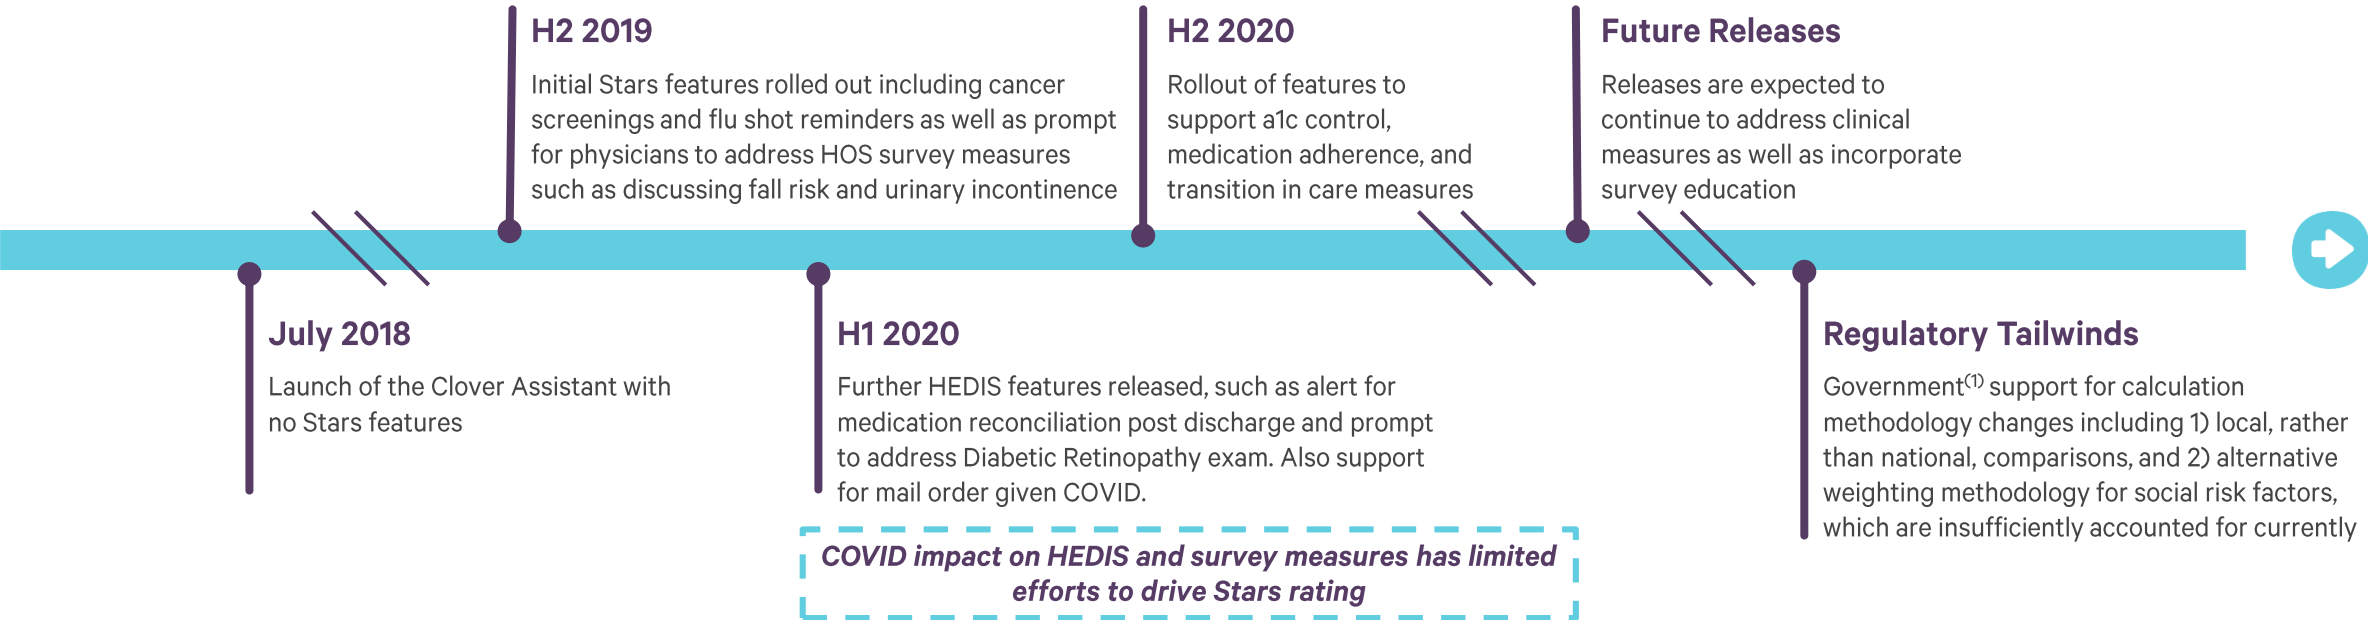 H2 2019
Initial Stars features rolled out including cancer
screenings and flu shot reminders as well as prompt
for physicians to address HOS survey measures
such as discussing fall risk and urinary incontinence
H2 2020
Rollout of features to
support a1c control,
medication adherence, and
transition in care measures
Future Releases
Releases are expected to
continue to address clinical
measures as well as incorporate
survey education
July 2018
Launch of the Clover Assistant with
no Stars features
H1 2020
Further HEDIS features released, such as alert for
medication reconciliation post discharge and prompt
to address Diabetic Retinopathy exam. Also support
for mail order given COVID.
COVID impact on HEDIS and survey measures has limited
efforts to drive Stars rating
Regulatory Tailwinds
Government(1) support for calculation
methodology changes including 1) local, rather
than national, comparisons, and 2) alternative
weighting methodology for social risk factors,
which are insufficiently accounted for currently